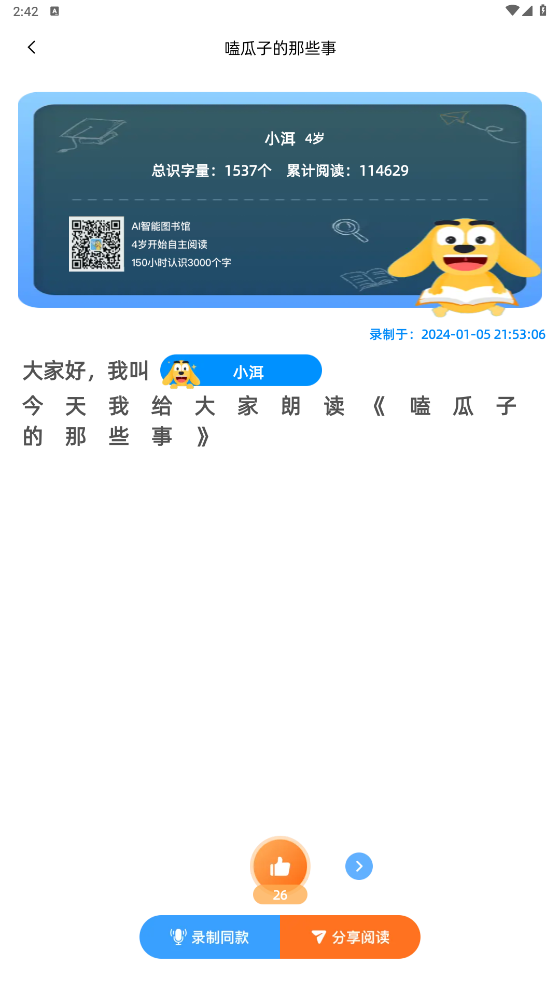 2:42
嗑瓜子的那些事
小洱 4岁
总识字量：1537个 累计阅读：114629
AI智能图书馆
4岁开始自主阅读
150小时认识3000个字
录制于：2024-01-05 21:53:06
大家好，我叫 小洱
今天我给大家朗读《嗑瓜子
的那些事》
26
录制同款 分享阅读